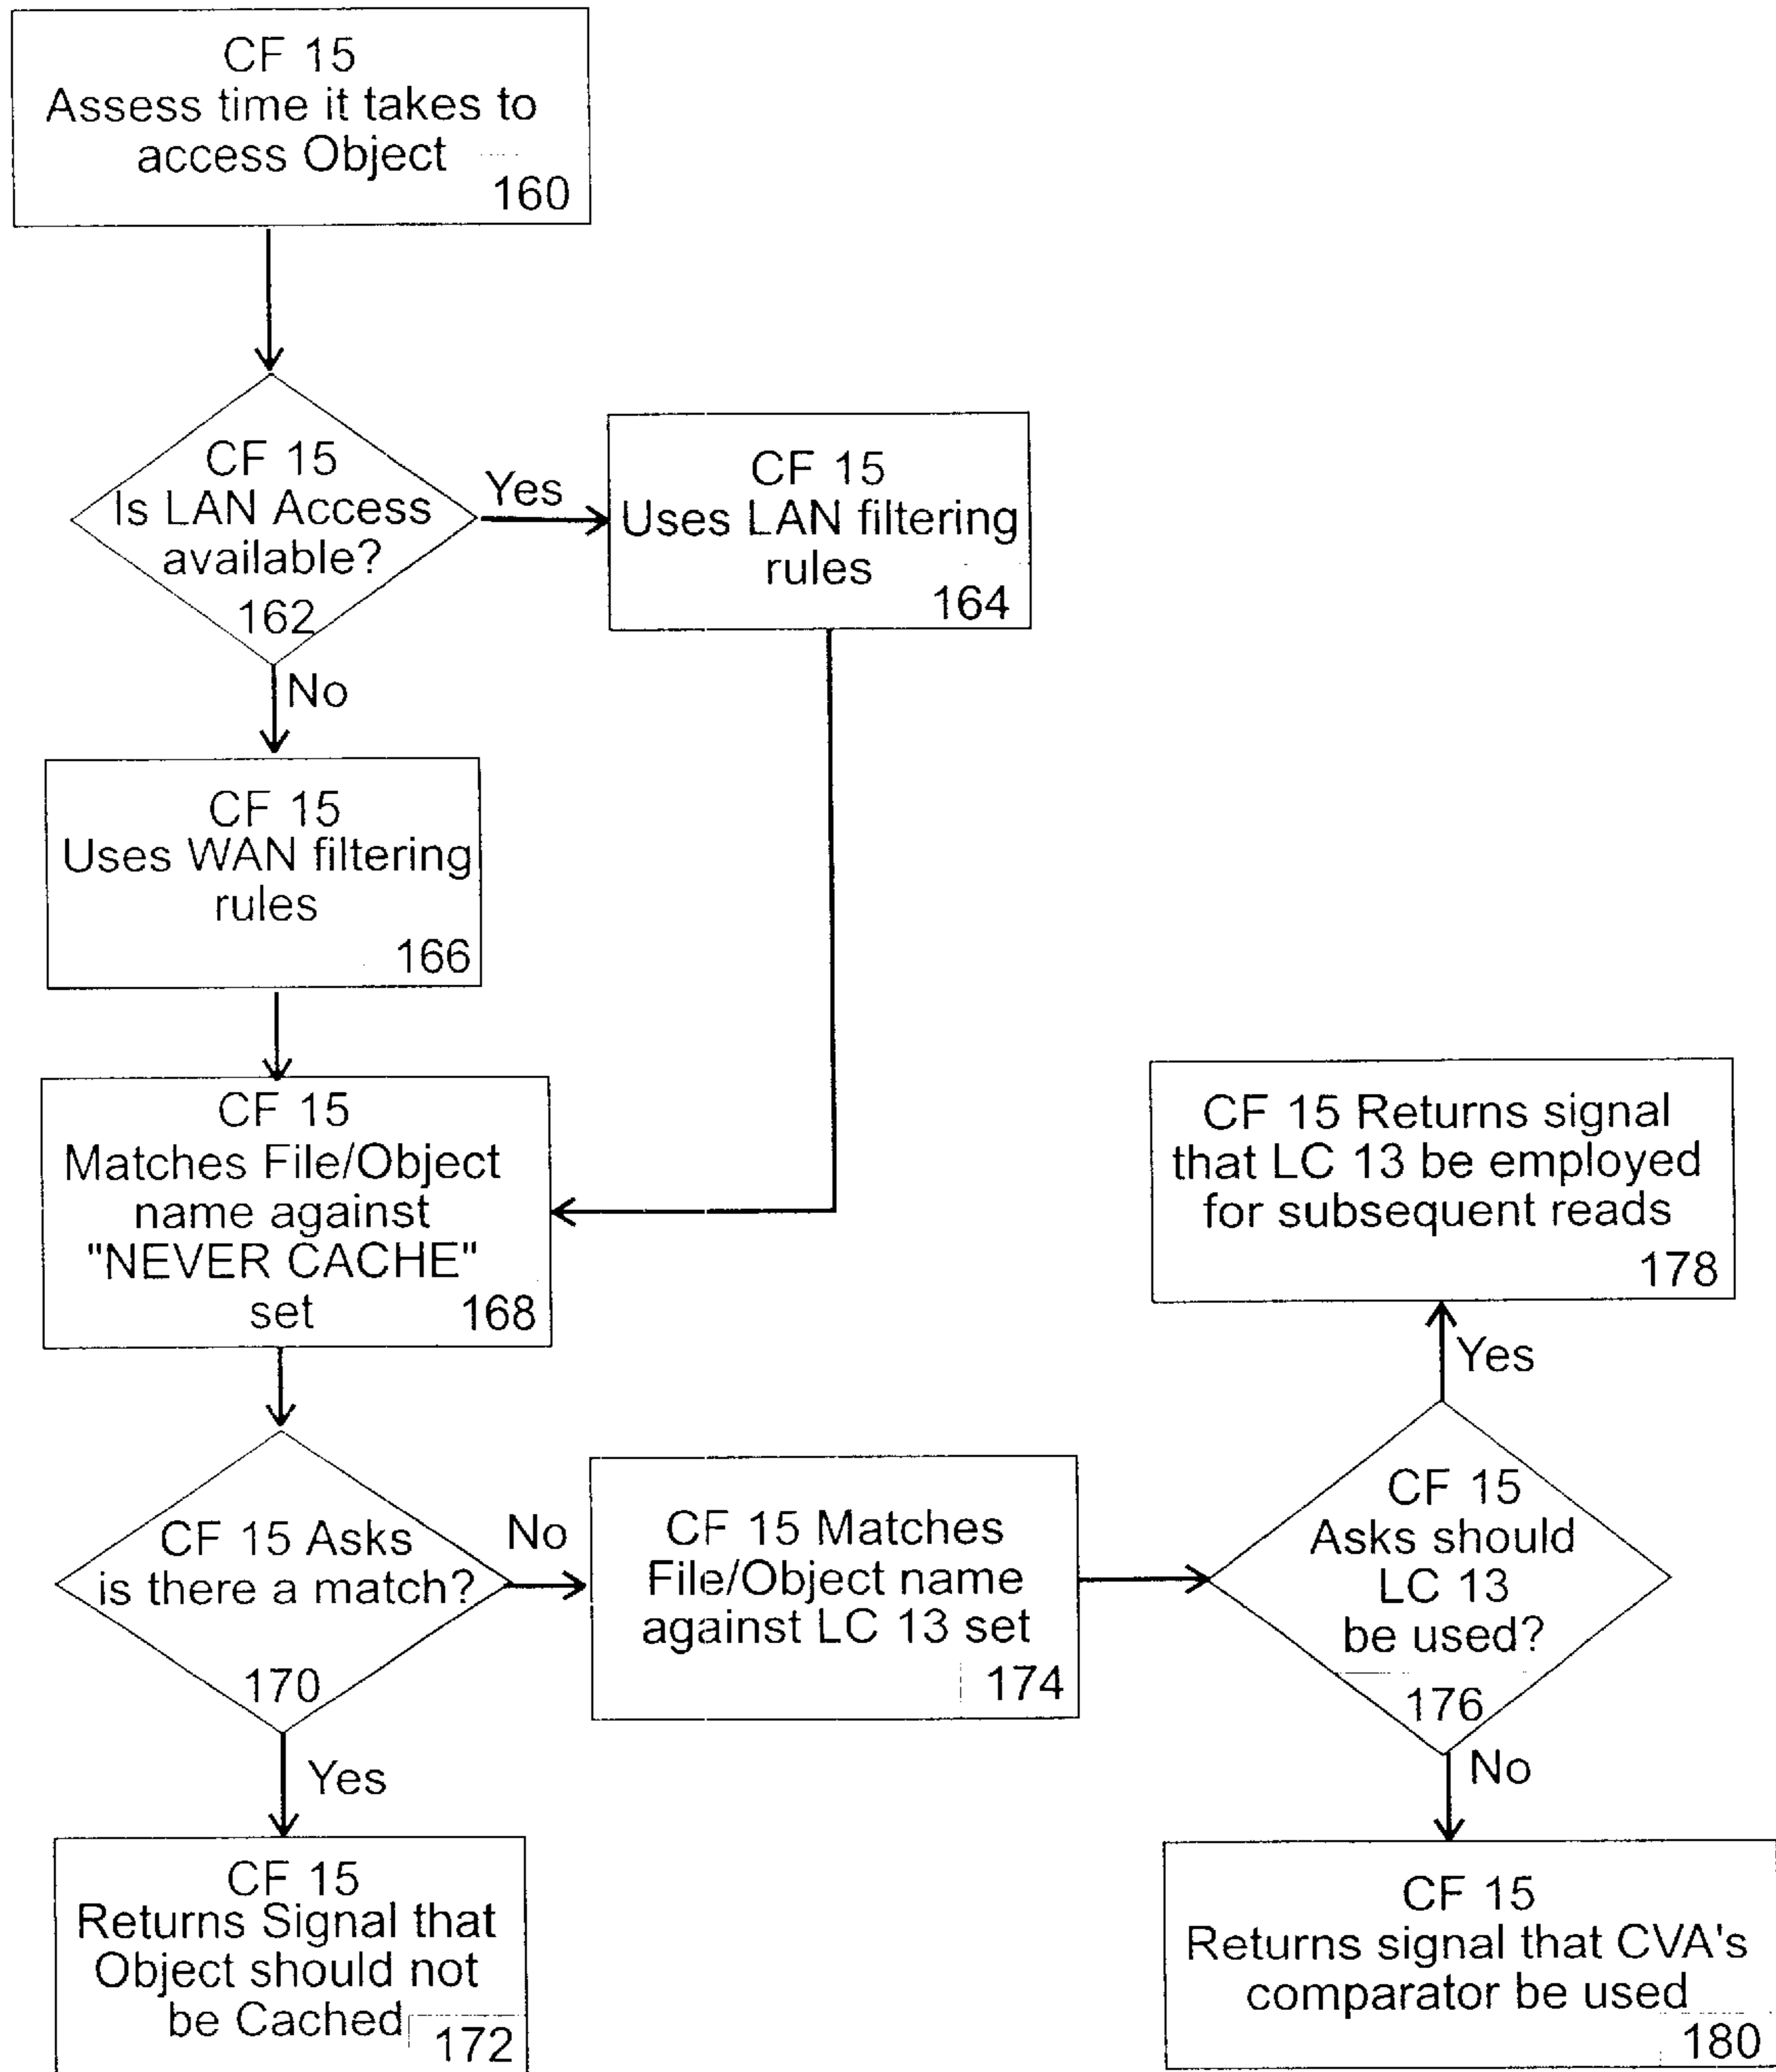 CF 15
Assess time it takes to
access Object
160
CF 15
Is LAN Access
available?
162
Yes
CF 15
Uses LAN filtering
rules
164
No
CF 15
Uses WAN filtering
rules
166
CF 15
Matches File/Object
name against
"NEVER CACHE"
set
168
CF 15 Asks
is there a match?
170
Yes
CF 15
Returns Signal that
Object should not
be Cached
172
No
CF 15 Matches
File/Object name
against LC 13 set
174
CF 15
Asks should
LC 13
be used?
176
Yes
CF 15 Returns signal
that LC 13 be employed
for subsequent reads
178
No
CF 15
Returns signal that CVA's
comparator be used
180